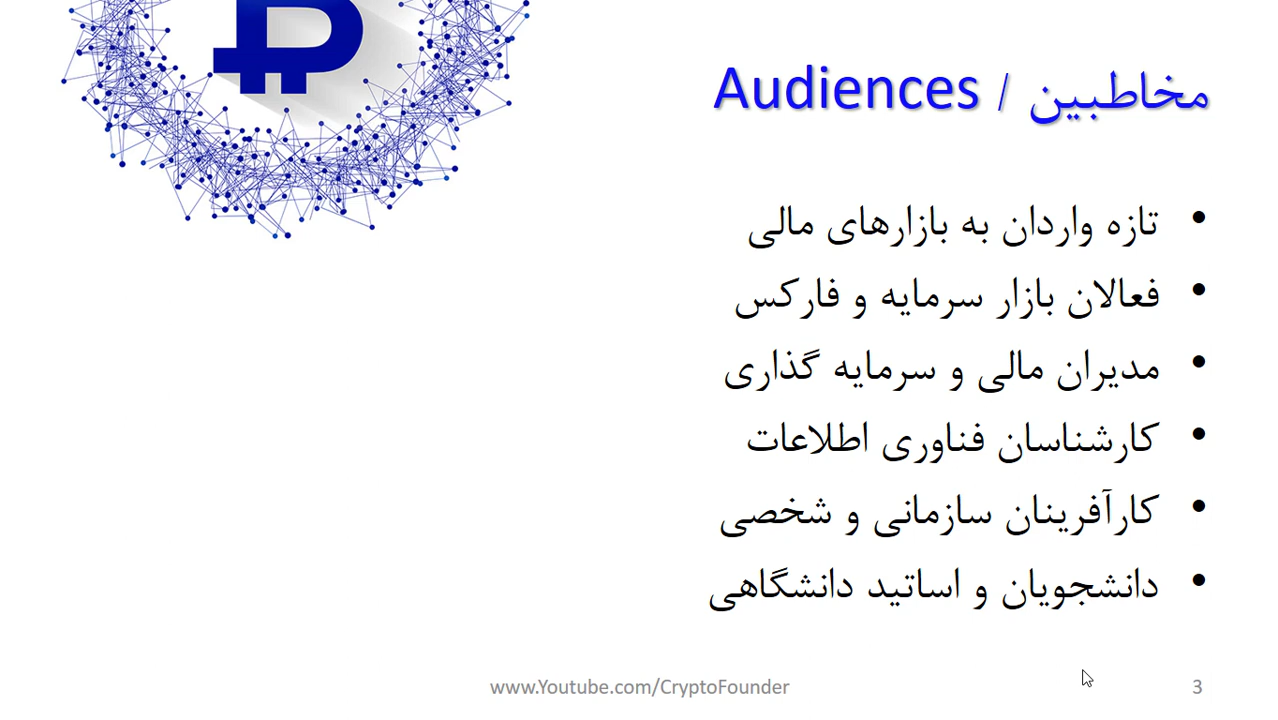 مخاطبین / Audiences
• تازه واردان به بازارهای مالی
• فعالان بازار سرمایه و فارکس
• مدیران مالی و سرمایه گذاری
• کارشناسان فناوری اطلاعات
• کارآفرینان سازمانی و شخصی
• دانشجویان و اساتید دانشگاهی
www.Youtube.com/CryptoFounder
3